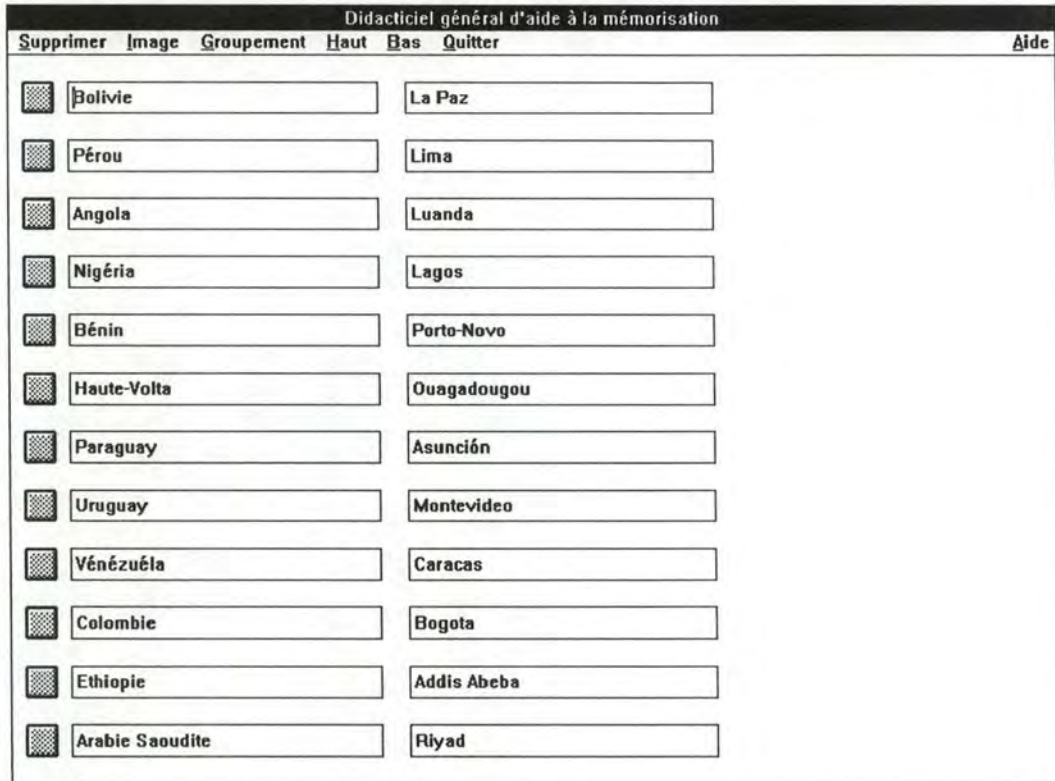 Didacticiel général d'aide à la mémorisation
Supprimer Image Groupement Haut Bas Quitter Aide
Bolivie La Paz
Pérou Lima
Angola Luanda
Nigéria Lagos
Bénin Porto-Novo
Haute-Volta Ouagadougou
Paraguay Asunción
Uruguay Montevideo
Vénézuéla Caracas
Colombie Bogota
Ethiopie Addis Abeba
Arabie Saoudite Riyad